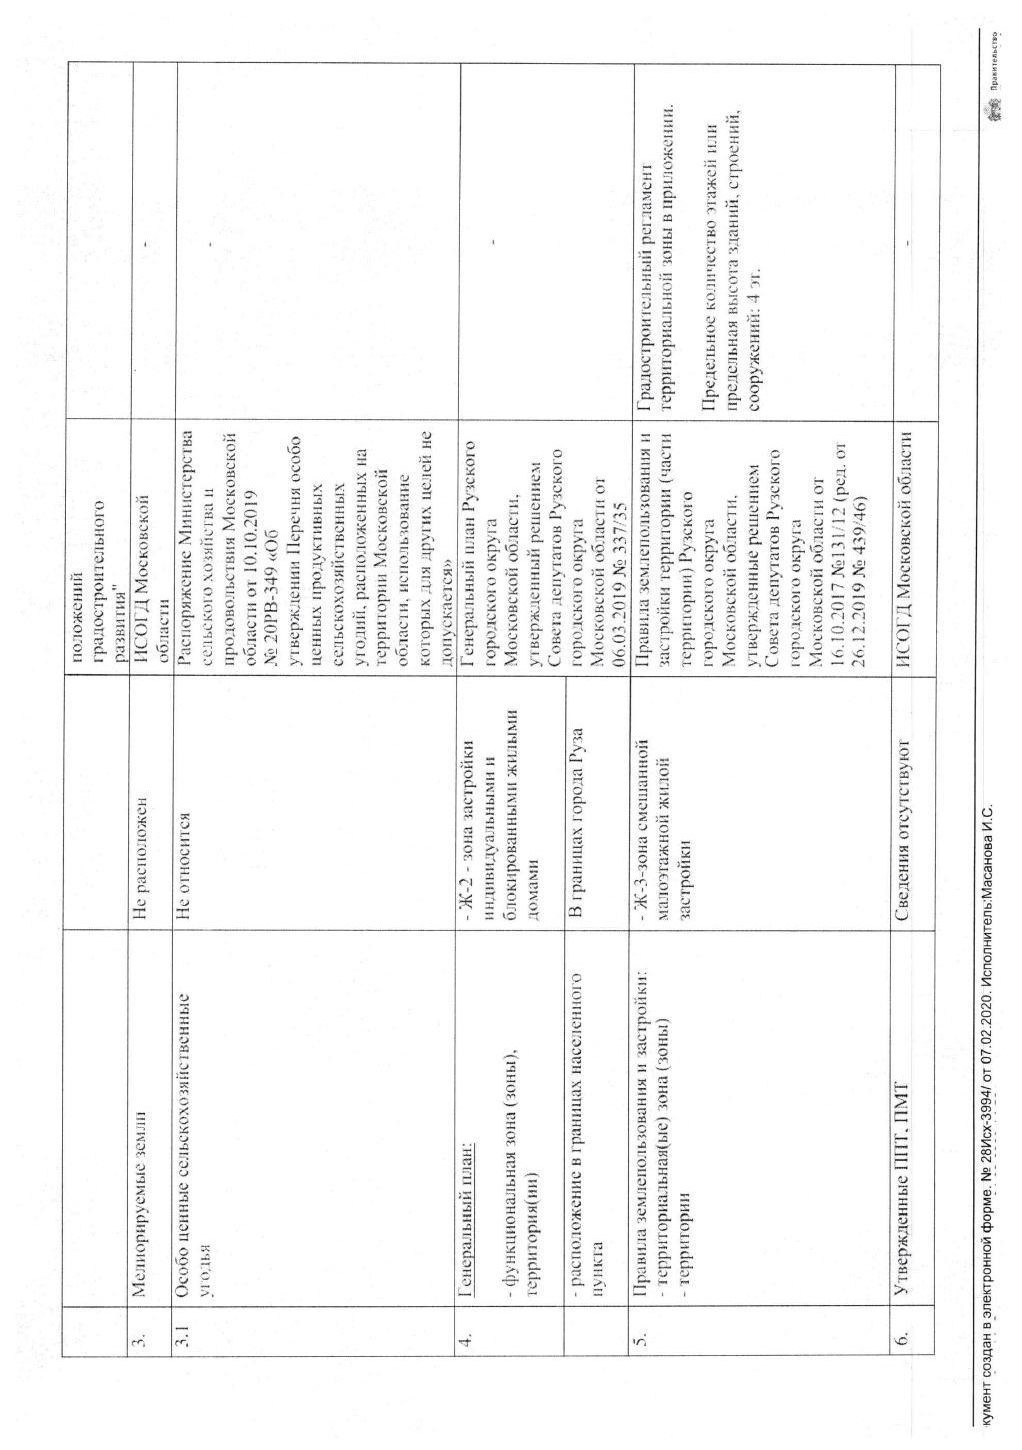 положений
градостроительного
развития"
3.
Мелиорируемые земли
Не расположен
ИСОГД Московской
области
-
3.1
Особо ценные сельскохозяйственные
угодья
Не относится
Распоряжение Министерства
сельского хозяйства и
продовольствия Московской
области от 10.10.2019
№ 20РВ-349 «Об
утверждении Перечня особо
ценных продуктивных
сельскохозяйственных
угодий, расположенных на
территории Московской
области, использование
которых для других целей не
допускается»
-
4.
Генеральный план:
- функциональная зона (зоны),
территория(ии)
- Ж-2 - зона застройки
индивидуальными и
блокированными жилыми
домами
Генеральный план Рузского
городского округа
Московской области,
утвержденный решением
Совета депутатов Рузского
городского округа
Московской области от
06.03.2019 № 337/35
-
- расположение в границах населенного
пункта
В границах города Руза
5.
Правила землепользования и застройки:
- территориальная(ые) зона (зоны)
- территории
- Ж-3-зона смешанной
малоэтажной жилой
застройки
Правила землепользования и
застройки территории (части
территории) Рузского
городского округа
Московской области,
утвержденные решением
Совета депутатов Рузского
городского округа
Московской области от
16.10.2017 №131/12 (ред. от
26.12.2019 № 439/46)
Градостроительный регламент
территориальной зоны в приложении.
Предельное количество этажей или
предельная высота зданий, строений,
сооружений: 4 эт.
6.
Утвержденные ППТ, ПМТ
Сведения отсутствуют
ИСОГД Московской области
-
кумент создан в электронной форме. № 28Исх-3994/ от 07.02.2020. Исполнитель:Масанова И.С.
Правительство